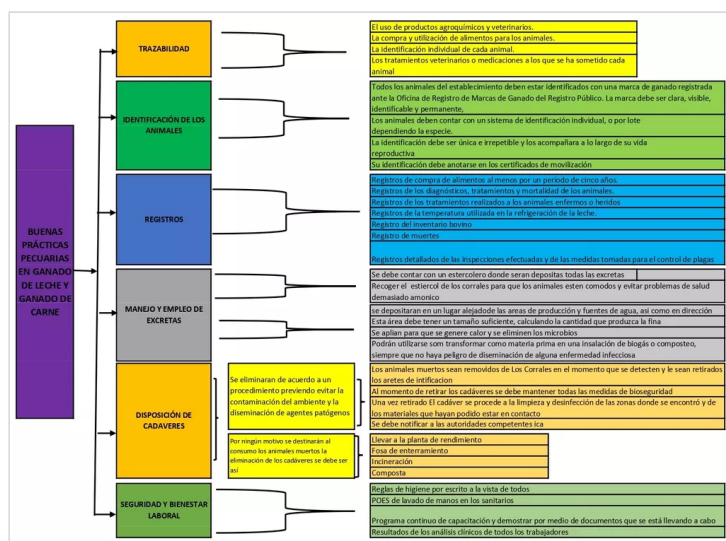 BUENAS
PRÁCTICAS
PECUARIAS
EN GANADO
DE LECHE Y
GANADO DE
CARNE
TRAZABILIDAD
El uso de productos agroquímicos y veterinarios.
La compra y utilización de alimentos para los animales.
La identificación individual de cada animal.
Los tratamientos veterinarios o medicaciones a los que se ha sometido cada
animal
IDENTIFICACIÓN DE LOS
ANIMALES
Todos los animales del establecimiento deben estar identificados con una marca de ganado registrada
ante la Oficina de Registro de Marcas de Ganado del Registro Público. La marca debe ser clara, visible,
identificable y permanente,
Los animales deben contar con un sistema de identificación individual, o por lote
dependiendo la especie.
La identificación debe ser única e irrepetible y los acompañara a lo largo de su vida
reproductiva
Su identificación debe anotarse en los certificados de movilización
REGISTROS
Registros de compra de alimentos al menos por un periodo de cinco años.
Registros de los diagnósticos, tratamientos y mortalidad de los animales.
Registros de los tratamientos realizados a los animales enfermos o heridos
Registros de la temperatura utilizada en la refrigeración de la leche.
Registro del inventario bovino
Registro de muertes
Registros detallados de las inspecciones efectuadas y de las medidas tomadas para el control de plagas
MANEJO Y EMPLEO DE
EXCRETAS
Se debe contar con un estercolero donde seran depositas todas las excretas
Recoger el estiercol de los corrales para que los animales esten comodos y evitar problemas de salud
demasiado amonico
se depositaran en un lugar alejadode las areas de producción y fuentes de agua, asi como en dirección
Esta área debe tener un tamaño suficiente, calculando la cantidad que produzca la fina
Se apilan para que se genere calor y se eliminen los microbios
Podrán utilizarse som transformar como materia prima en una insalación de biogás o composteo,
siempre que no haya peligro de diseminación de alguna enfermedad infecciosa
DISPOSICIÓN DE
CADAVERES
Se eliminaran de acuerdo a un
procedimiento previendo evitar la
contaminación del ambiente y la
diseminación de agentes patógenos
Los animales muertos sean removidos de Los Corrales en el momento que se detecten y le sean retirados
los aretes de intificacion
Al momento de retirar los cadáveres se debe mantener todas las medidas de bioseguridad
Una vez retirado El cadáver se procede a la limpieza y desinfección de las zonas donde se encontró y de
los materiales que hayan podido estar en contacto
Se debe notificar a las autoridades competentes ica
Por ningún motivo se destinarán al
consumo los animales muertos la
eliminación de los cadáveres se debe ser
así
Llevar a la planta de rendimiento
Fosa de enterramiento
Incineración
Composta
SEGURIDAD Y BIENESTAR
LABORAL
Reglas de higiene por escrito a la vista de todos
POES de lavado de manos en los sanitarios
Programa continuo de capacitación y demostrar por medio de documentos que se está llevando a cabo
Resultados de los análisis clínicos de todos los trabajadores